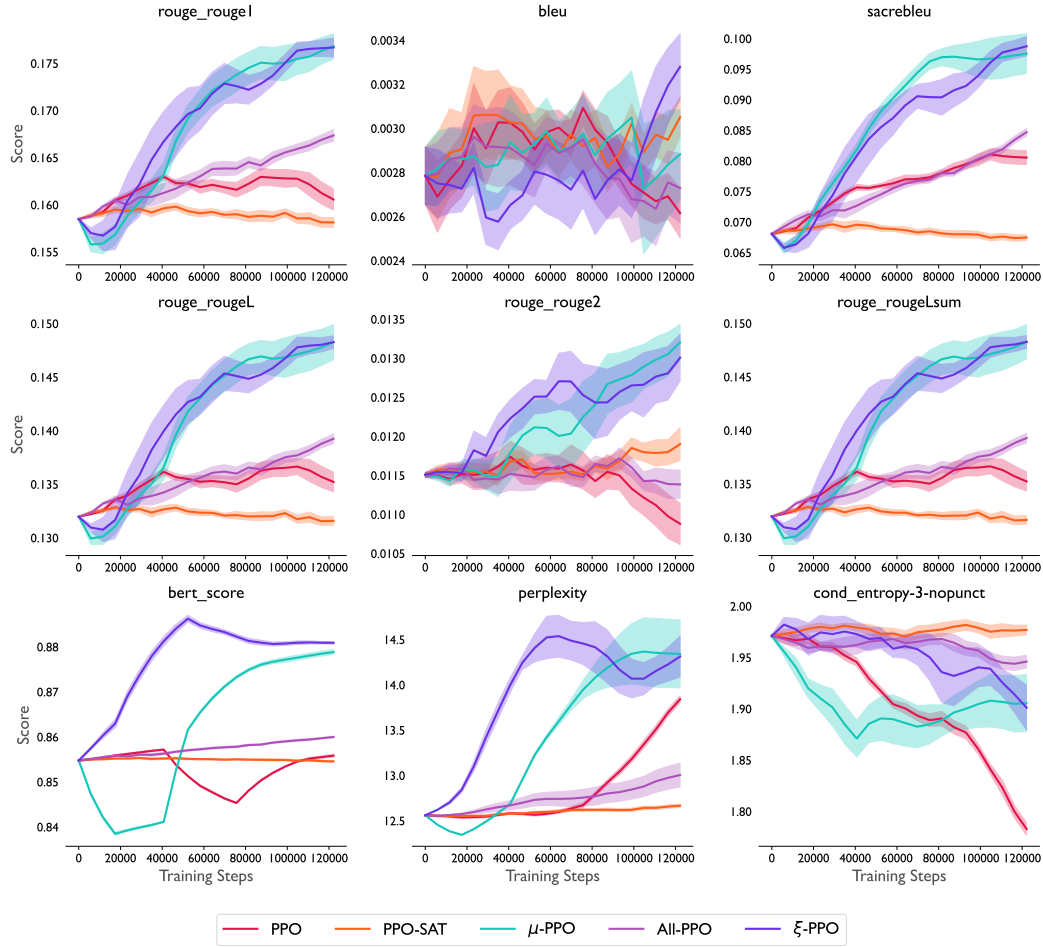 rouge_rouge1
bleu
sacrebleu
Score
0.175
0.170
0.165
0.160
0.155
0 20000 40000 60000 80000 100000 120000
0.0034
0.0032
0.0030
0.0028
0.0026
0.0024
0 20000 40000 60000 80000 100000 120000
0.100
0.095
0.090
0.085
0.080
0.075
0.070
0.065
0 20000 40000 60000 80000 100000 120000
rouge_rougeL
rouge_rouge2
rouge_rougeLsum
Score
0.150
0.145
0.140
0.135
0.130
0 20000 40000 60000 80000 100000 120000
0.0135
0.0130
0.0125
0.0120
0.0115
0.0110
0.0105
0 20000 40000 60000 80000 100000 120000
0.150
0.145
0.140
0.135
0.130
0 20000 40000 60000 80000 100000 120000
bert_score
perplexity
cond_entropy-3-nopunct
Score
0.88
0.87
0.86
0.85
0.84
0 20000 40000 60000 80000 100000 120000
Training Steps
14.5
14.0
13.5
13.0
12.5
0 20000 40000 60000 80000 100000 120000
Training Steps
2.00
1.95
1.90
1.85
1.80
0 20000 40000 60000 80000 100000 120000
Training Steps
PPO PPO-SAT μ-PPO All-PPO ξ-PPO